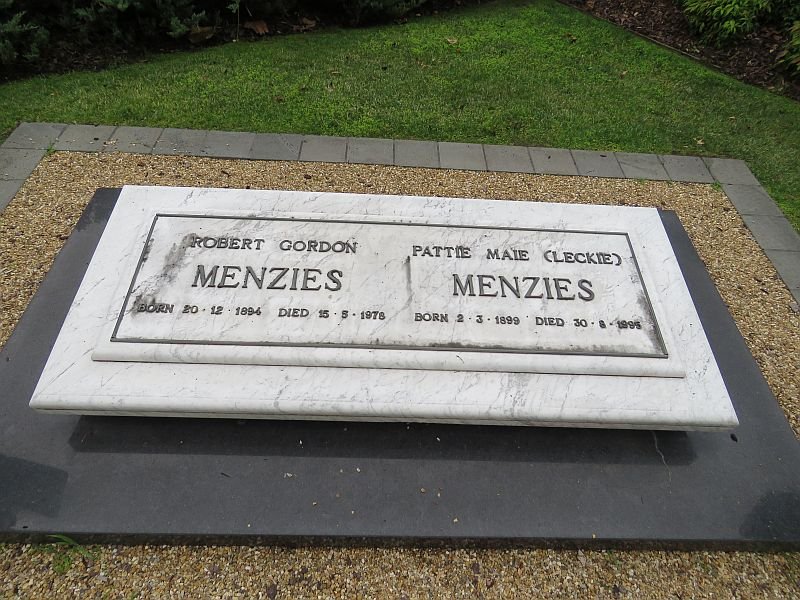 ROBERT GORDON
MENZIES
BORN 20·12·1894 DIED 15·5·1978
PATTIE MAIE (LECKIE)
MENZIES
BORN 2·3·1899 DIED 30·8·1995